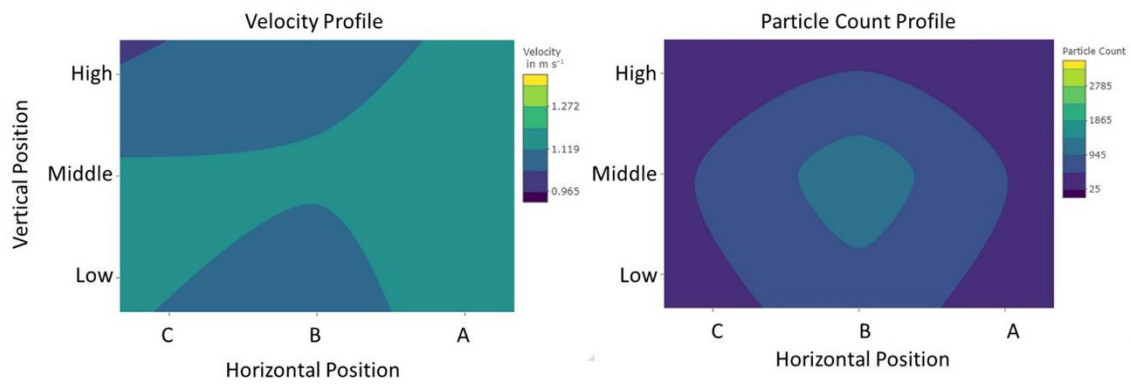 Velocity Profile
Vertical Position
High
Middle
Low
C B A
Horizontal Position
Velocity
in m s⁻¹
1.272
1.119
0.965
Particle Count Profile
High
Middle
Low
C B A
Horizontal Position
Particle Count
2785
1865
945
25